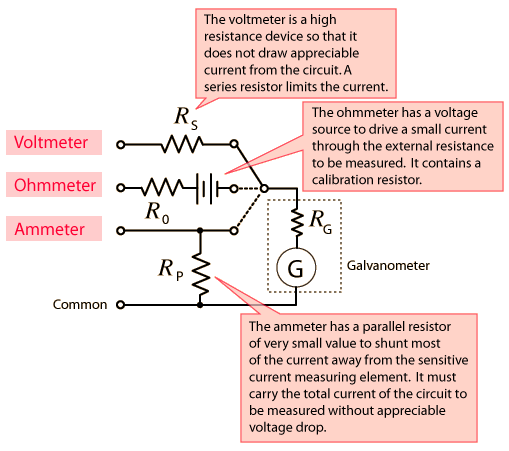 The voltmeter is a high
resistance device so that it
does not draw appreciable
current from the circuit. A
series resistor limits the current.
The ohmmeter has a voltage
source to drive a small current
through the external resistance
to be measured. It contains a
calibration resistor.
R_S
Voltmeter
Ohmmeter
R_0
Ammeter
R_G
R_P
G
Galvanometer
Common
The ammeter has a parallel resistor
of very small value to shunt most
of the current away from the sensitive
current measuring element. It must
carry the total current of the circuit to
be measured without appreciable
voltage drop.